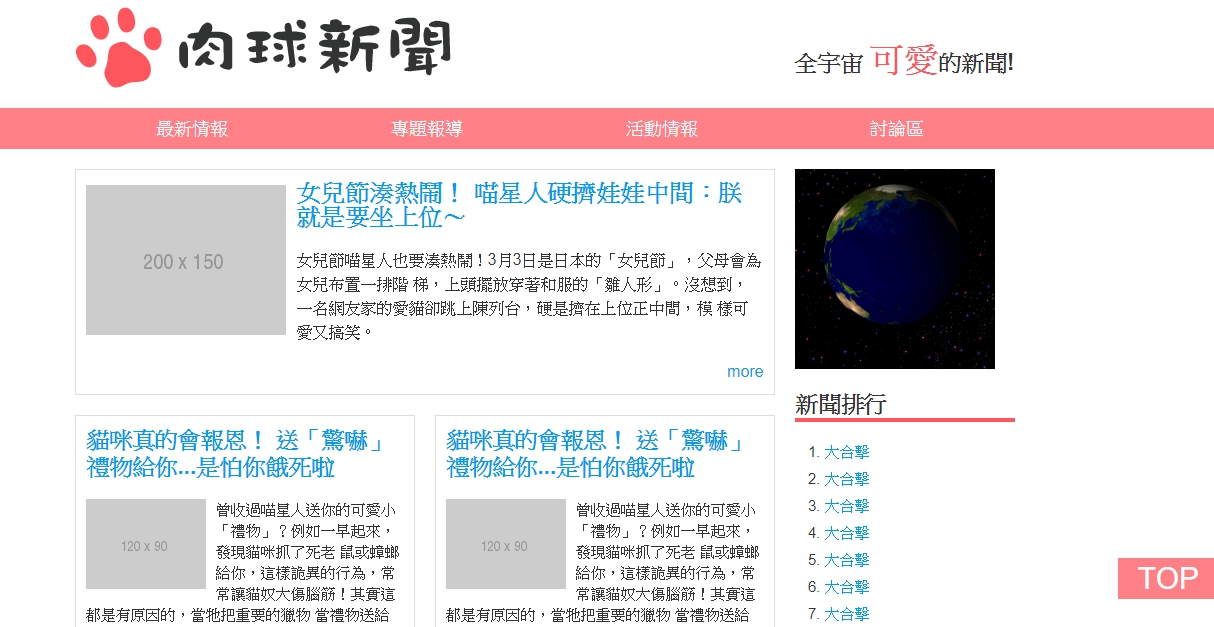 肉球新聞
全宇宙 可愛的新聞!
最新情報 專題報導 活動情報 討論區
200 x 150
女兒節湊熱鬧！ 喵星人硬擠娃娃中間：朕
就是要坐上位～
女兒節喵星人也要湊熱鬧！3月3日是日本的「女兒節」，父母會為
女兒布置一排階 梯，上頭擺放穿著和服的「雛人形」。沒想到，
一名網友家的愛貓卻跳上陳列台，硬是擠在上位正中間，模 樣可
愛又搞笑。
more
貓咪真的會報恩！ 送「驚嚇」
禮物給你...是怕你餓死啦
120 x 90
曾收過喵星人送你的可愛小
「禮物」？例如一早起來，
發現貓咪抓了死老 鼠或蟑螂
給你，這樣詭異的行為，常
常讓貓奴大傷腦筋！其實這
都是有原因的，當牠把重要的獵物 當禮物送給
貓咪真的會報恩！ 送「驚嚇」
禮物給你...是怕你餓死啦
120 x 90
曾收過喵星人送你的可愛小
「禮物」？例如一早起來，
發現貓咪抓了死老 鼠或蟑螂
給你，這樣詭異的行為，常
常讓貓奴大傷腦筋！其實這
都是有原因的，當牠把重要的獵物 當禮物送給
新聞排行
1. 大合擊
2. 大合擊
3. 大合擊
4. 大合擊
5. 大合擊
6. 大合擊
7. 大合擊
TOP